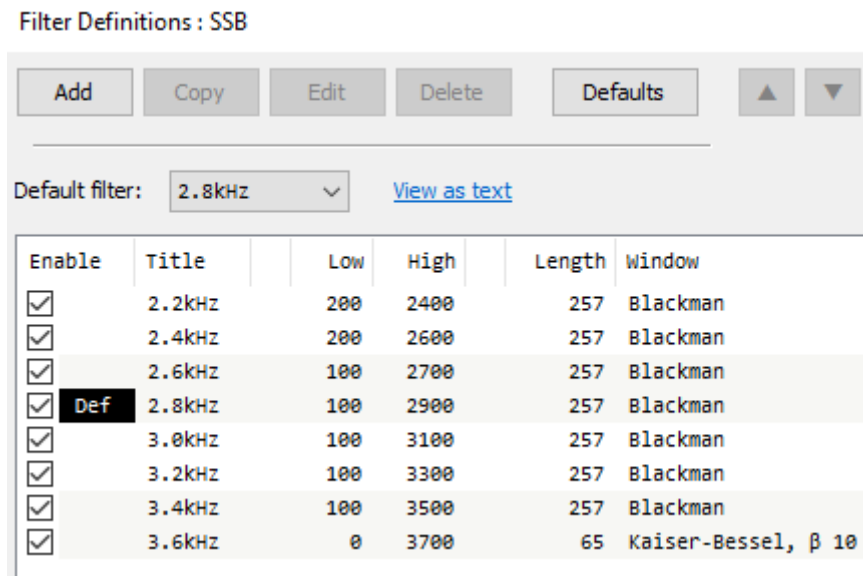 Filter Definitions : SSB
Add Copy Edit Delete Defaults
Default filter: 2.8kHz View as text
Enable Title Low High Length Window
2.2kHz 200 2400 257 Blackman
2.4kHz 200 2600 257 Blackman
2.6kHz 100 2700 257 Blackman
Def 2.8kHz 100 2900 257 Blackman
3.0kHz 100 3100 257 Blackman
3.2kHz 100 3300 257 Blackman
3.4kHz 100 3500 257 Blackman
3.6kHz 0 3700 65 Kaiser-Bessel, β 10